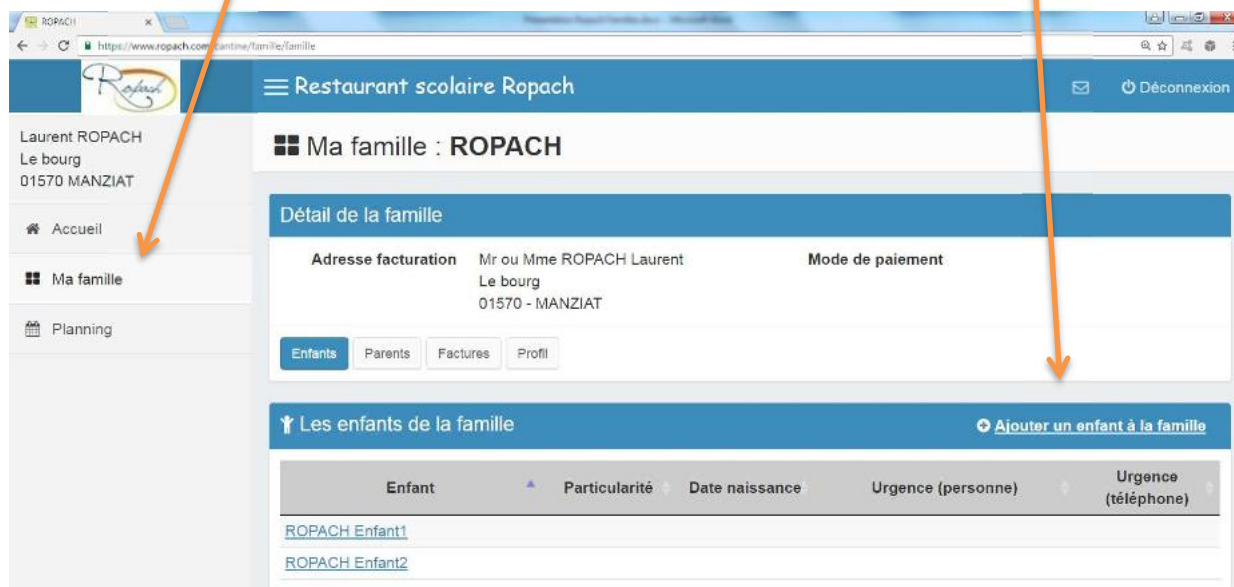 ROPACH
https://www.ropach.com/cantine/famille/famille
Ropach
Restaurant scolaire Ropach
Déconnexion
Laurent ROPACH
Le bourg
01570 MANZIAT
Accueil
Ma famille
Planning
Ma famille : ROPACH
Détail de la famille
Adresse facturation Mr ou Mme ROPACH Laurent Mode de paiement
Le bourg
01570 - MANZIAT
Enfants Parents Factures Profil
Les enfants de la famille Ajouter un enfant à la famille
Enfant Particularité Date naissance Urgence (personne) Urgence
(téléphone)
ROPACH Enfant1
ROPACH Enfant2